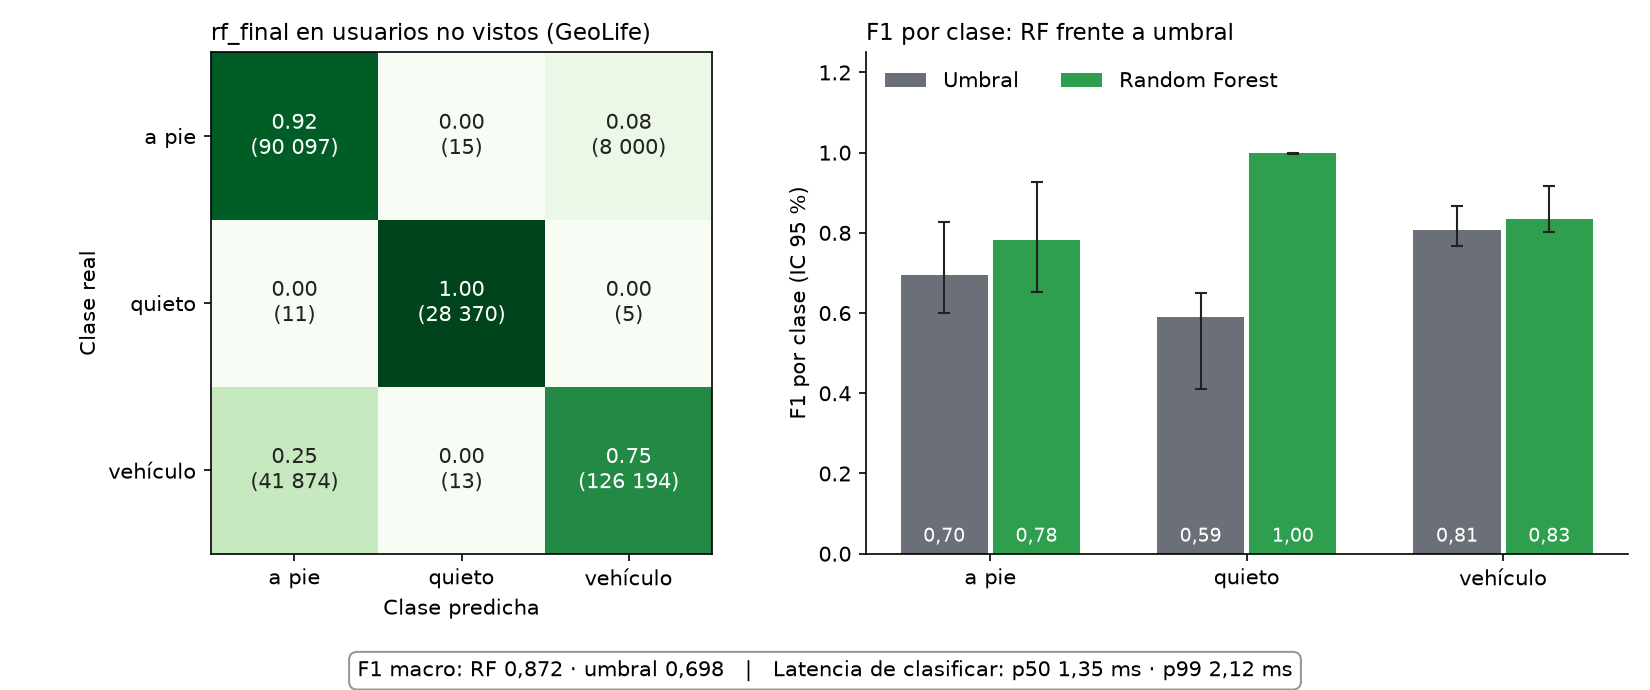 rf_final en usuarios no vistos (GeoLife)
Clase real
a pie
0.92
(90 097)
0.00
(15)
0.08
(8 000)
quieto
0.00
(11)
1.00
(28 370)
0.00
(5)
vehículo
0.25
(41 874)
0.00
(13)
0.75
(126 194)
a pie
quieto
vehículo
Clase predicha
F1 por clase: RF frente a umbral
Umbral
Random Forest
F1 por clase (IC 95 %)
1.2
1.0
0.8
0.6
0.4
0.2
0.0
0,70
0,78
0,59
1,00
0,81
0,83
a pie
quieto
vehículo
F1 macro: RF 0,872 · umbral 0,698 | Latencia de clasificar: p50 1,35 ms · p99 2,12 ms